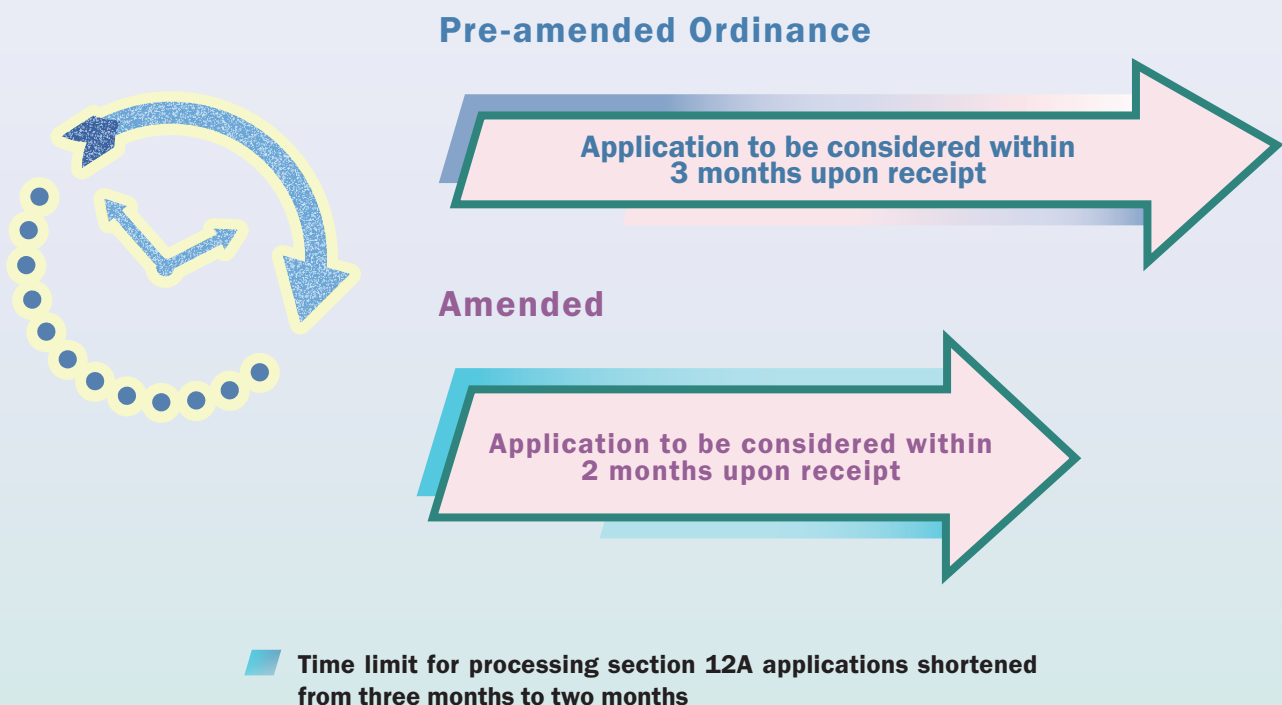 Pre-amended Ordinance
Application to be considered within
3 months upon receipt
Amended
Application to be considered within
2 months upon receipt
Time limit for processing section 12A applications shortened
from three months to two months